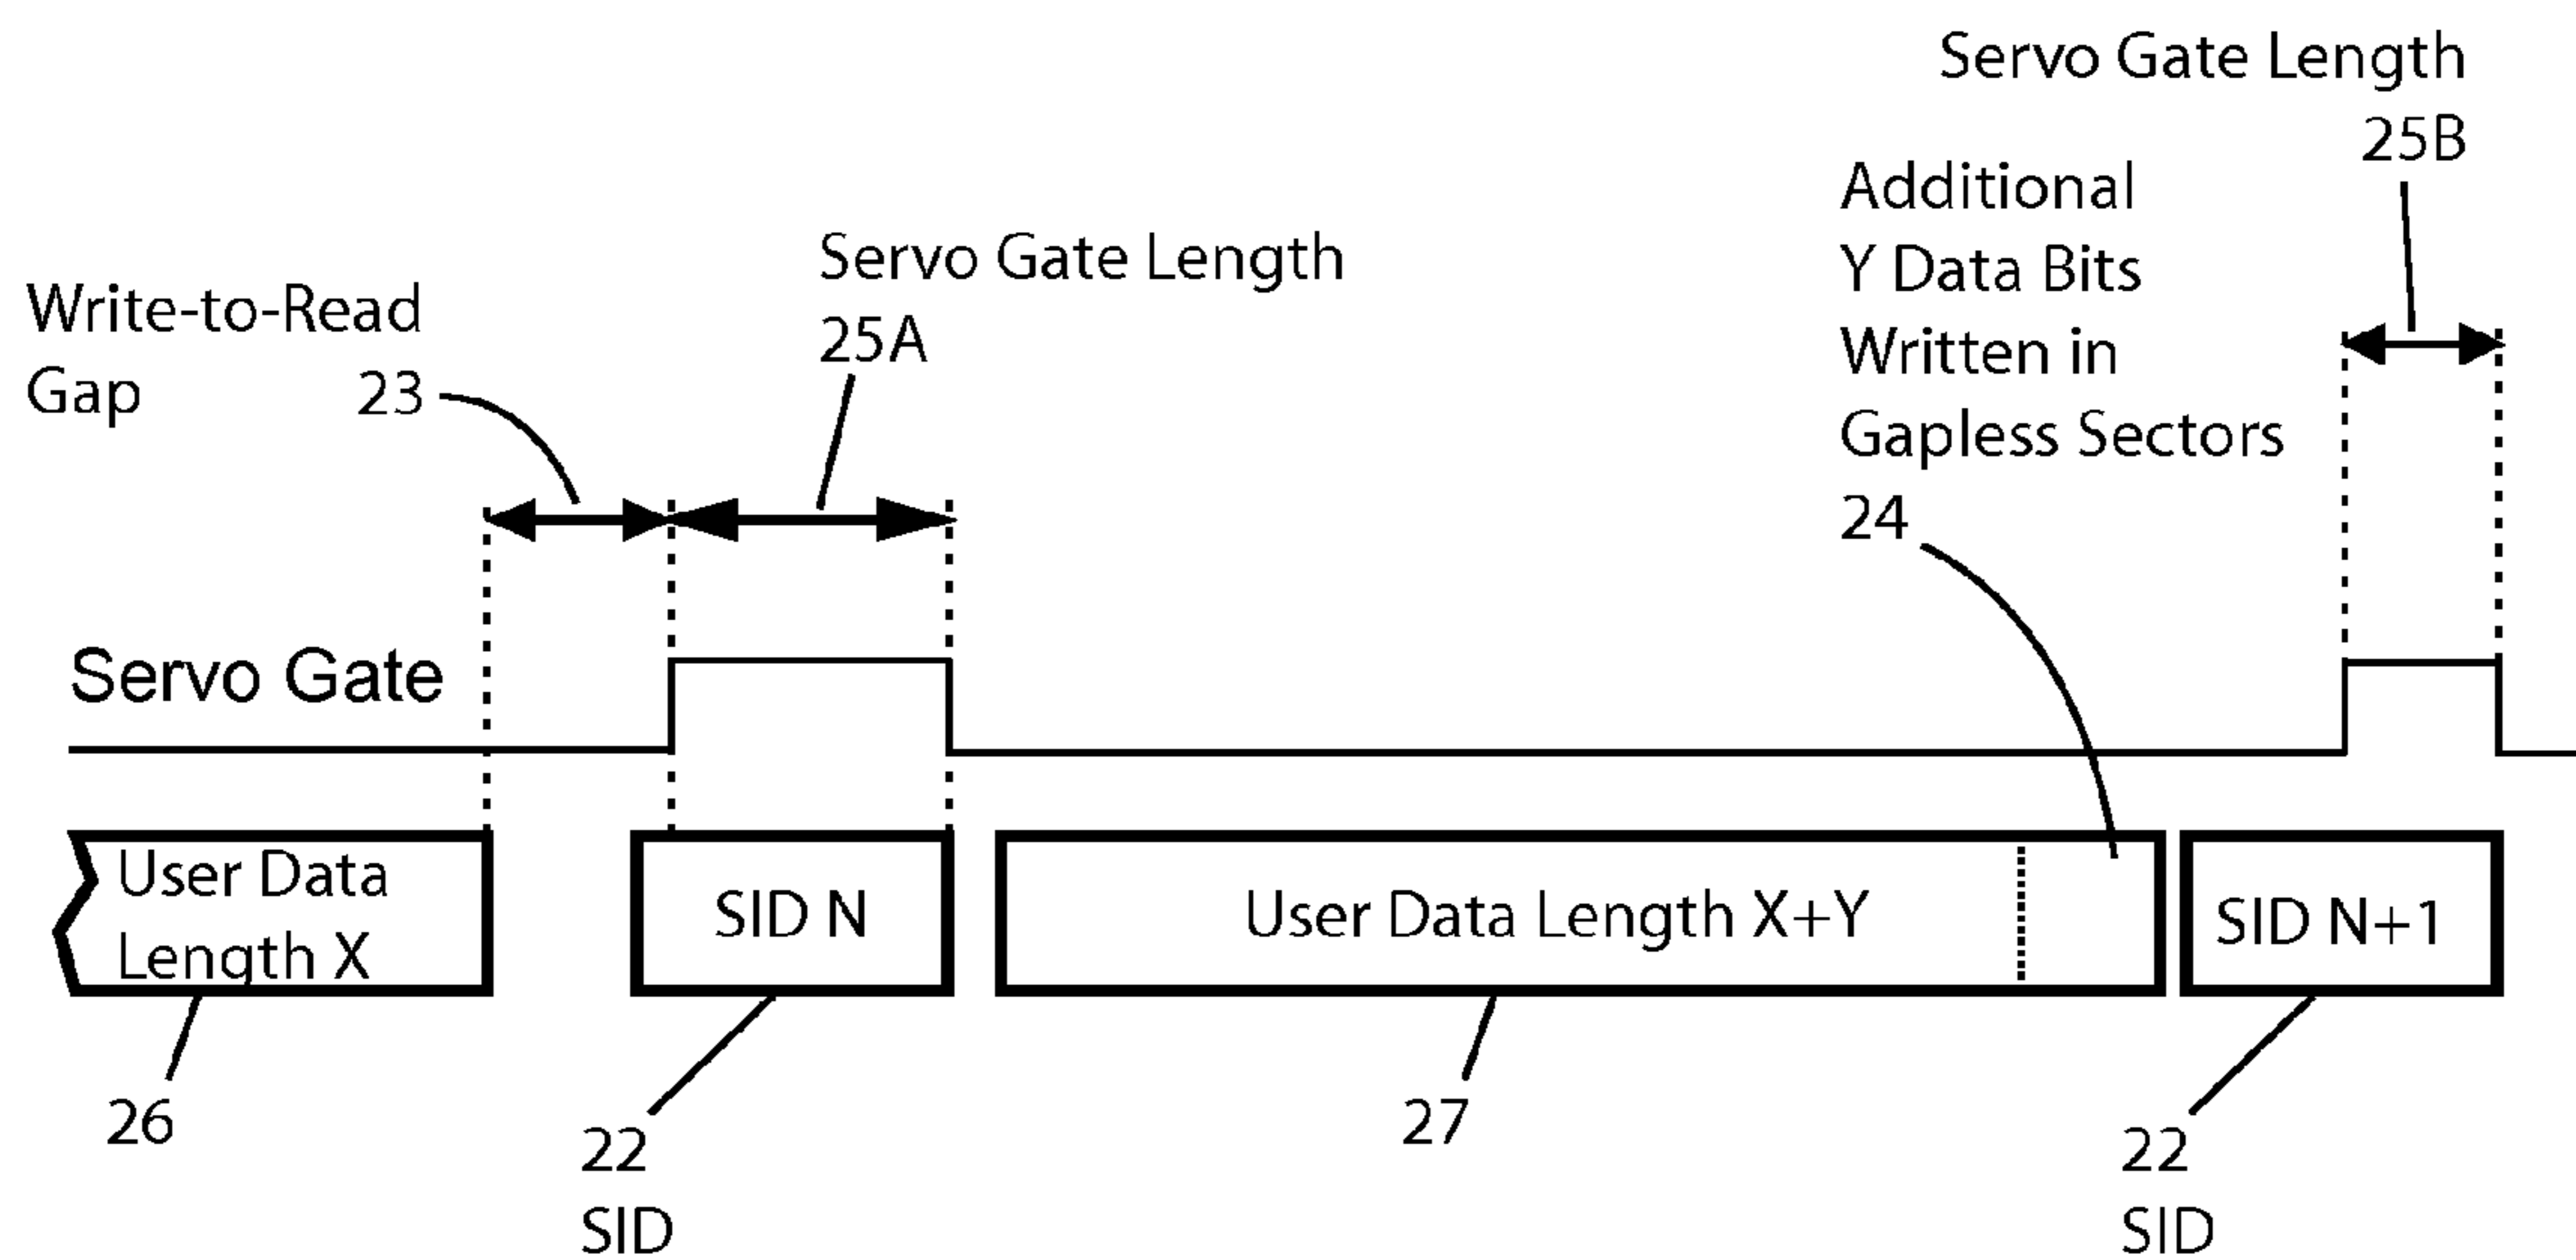 Servo Gate Length
25B
Additional
Y Data Bits
Written in
Gapless Sectors
24
Servo Gate Length
25A
Write-to-Read
Gap 23
Servo Gate
User Data
Length X
SID N
User Data Length X+Y
SID N+1
26
22
SID
27
22
SID